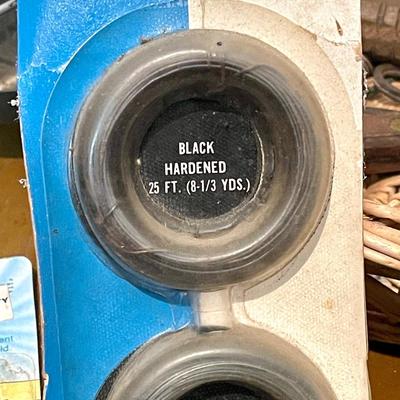 BLACK
HARDENED
25 FT. (8-1/3 YDS.)